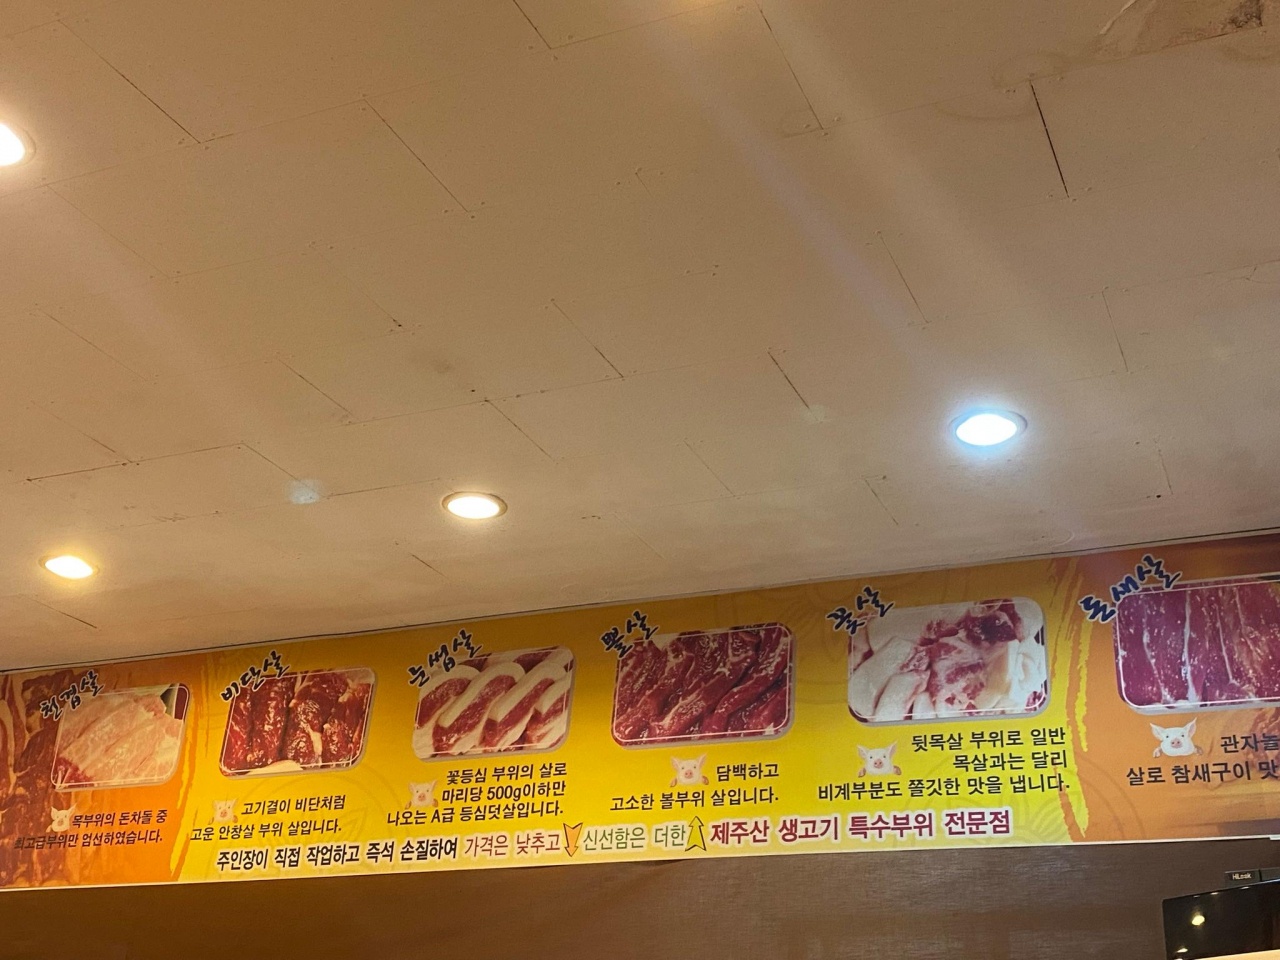 천겹살
목부위의 돈차돌 중
최고급부위만 엄선하였습니다.
비단살
고기결이 비단처럼
고운 안창살 부위 살입니다.
눈썹살
꽃등심 부위의 살로
마리당 500g이하만
나오는 A급 등심덧살입니다.
뽈살
담백하고
고소한 볼부위 살입니다.
꽃살
뒷목살 부위로 일반
목살과는 달리
비계부분도 쫄깃한 맛을 냅니다.
돈새살
관자놀
살로 참새구이 맛
주인장이 직접 작업하고 즉석 손질하여 가격은 낮추고 신선함은 더한 제주산 생고기 특수부위 전문점
HiLook